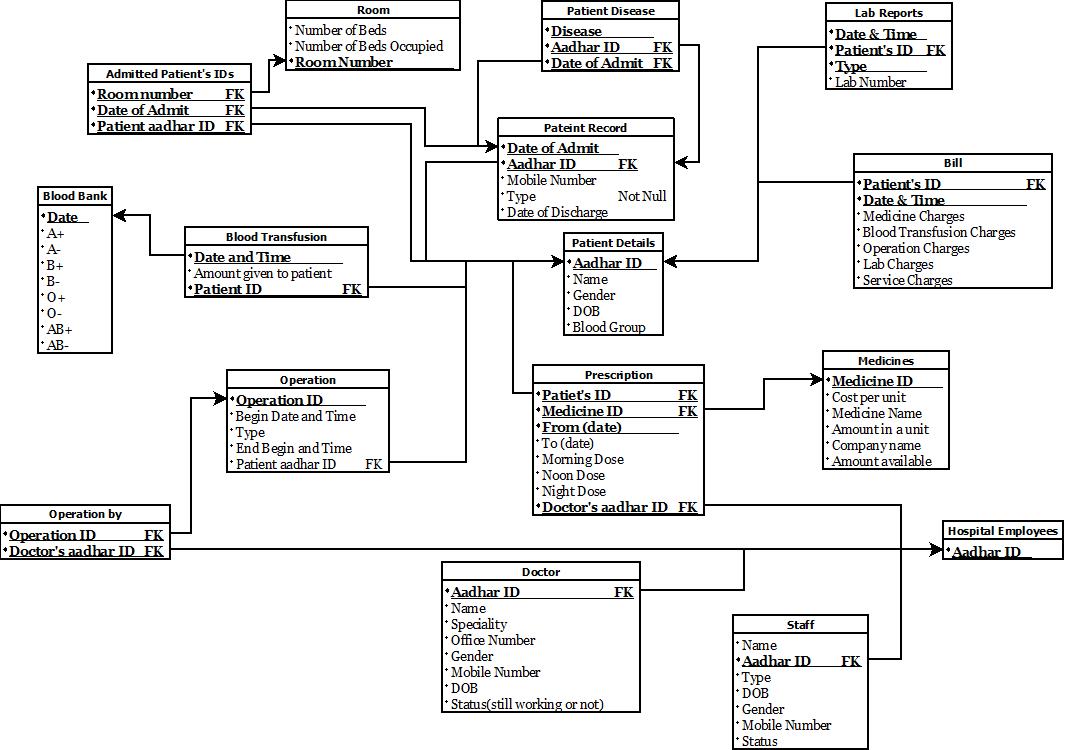 Room
Number of Beds
Number of Beds Occupied
Room Number
Patient Disease
Disease
Aadhar ID FK
Date of Admit FK
Lab Reports
Date & Time
Patient's ID FK
Type
Lab Number
Admitted Patient's IDs
Room number FK
Date of Admit FK
Patient aadhar ID FK
Pateint Record
Date of Admit
Aadhar ID FK
Mobile Number
Type Not Null
Date of Discharge
Bill
Patient's ID FK
Date & Time
Medicine Charges
Blood Transfusion Charges
Operation Charges
Lab Charges
Service Charges
Blood Bank
Date
A+
A-
B+
B-
O+
O-
AB+
AB-
Blood Transfusion
Date and Time
Amount given to patient
Patient ID FK
Patient Details
Aadhar ID
Name
Gender
DOB
Blood Group
Operation
Operation ID
Begin Date and Time
Type
End Begin and Time
Patient aadhar ID FK
Prescription
Patiet's ID FK
Medicine ID FK
From (date)
To (date)
Morning Dose
Noon Dose
Night Dose
Doctor's aadhar ID FK
Medicines
Medicine ID
Cost per unit
Medicine Name
Amount in a unit
Company name
Amount available
Operation by
Operation ID FK
Doctor's aadhar ID FK
Hospital Employees
Aadhar ID
Doctor
Aadhar ID FK
Name
Speciality
Office Number
Gender
Mobile Number
DOB
Status(still working or not)
Staff
Name
Aadhar ID FK
Type
DOB
Gender
Mobile Number
Status